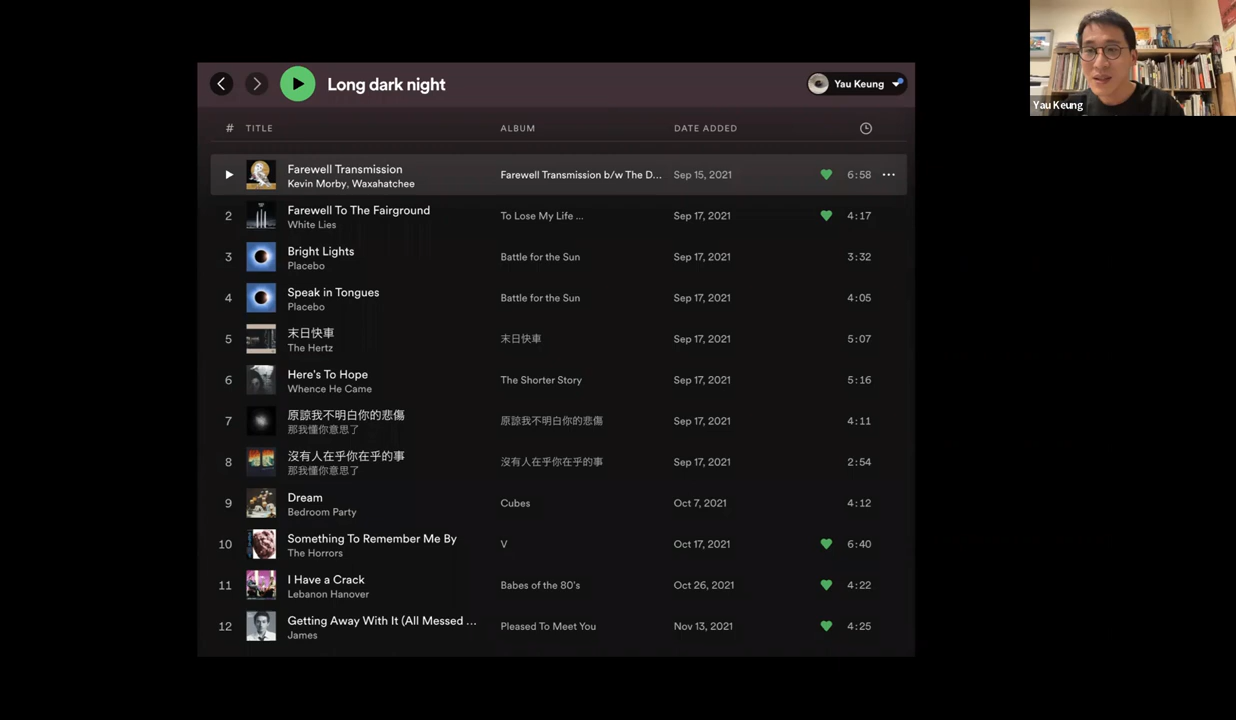 Long dark night
Yau Keung
Yau Keung
# TITLE ALBUM DATE ADDED
Farewell Transmission
Kevin Morby, Waxahatchee
Farewell Transmission b/w The D... Sep 15, 2021 6:58
2 Farewell To The Fairground
White Lies
To Lose My Life ... Sep 17, 2021 4:17
3 Bright Lights
Placebo
Battle for the Sun Sep 17, 2021 3:32
4 Speak in Tongues
Placebo
Battle for the Sun Sep 17, 2021 4:05
5 末日快車
The Hertz
末日快車 Sep 17, 2021 5:07
6 Here's To Hope
Whence He Came
The Shorter Story Sep 17, 2021 5:16
7 原諒我不明白你的悲傷
那我懂你意思了
原諒我不明白你的悲傷 Sep 17, 2021 4:11
8 沒有人在乎你在乎的事
那我懂你意思了
沒有人在乎你在乎的事 Sep 17, 2021 2:54
9 Dream
Bedroom Party
Cubes Oct 7, 2021 4:12
10 Something To Remember Me By
The Horrors
V Oct 17, 2021 6:40
11 I Have a Crack
Lebanon Hanover
Babes of the 80's Oct 26, 2021 4:22
12 Getting Away With It (All Messed ...
James
Pleased To Meet You Nov 13, 2021 4:25